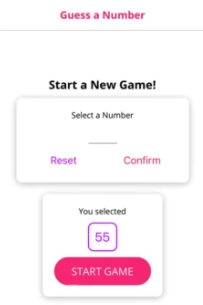 Guess a Number
Start a New Game!
Select a Number
Reset Confirm
You selected
55
START GAME